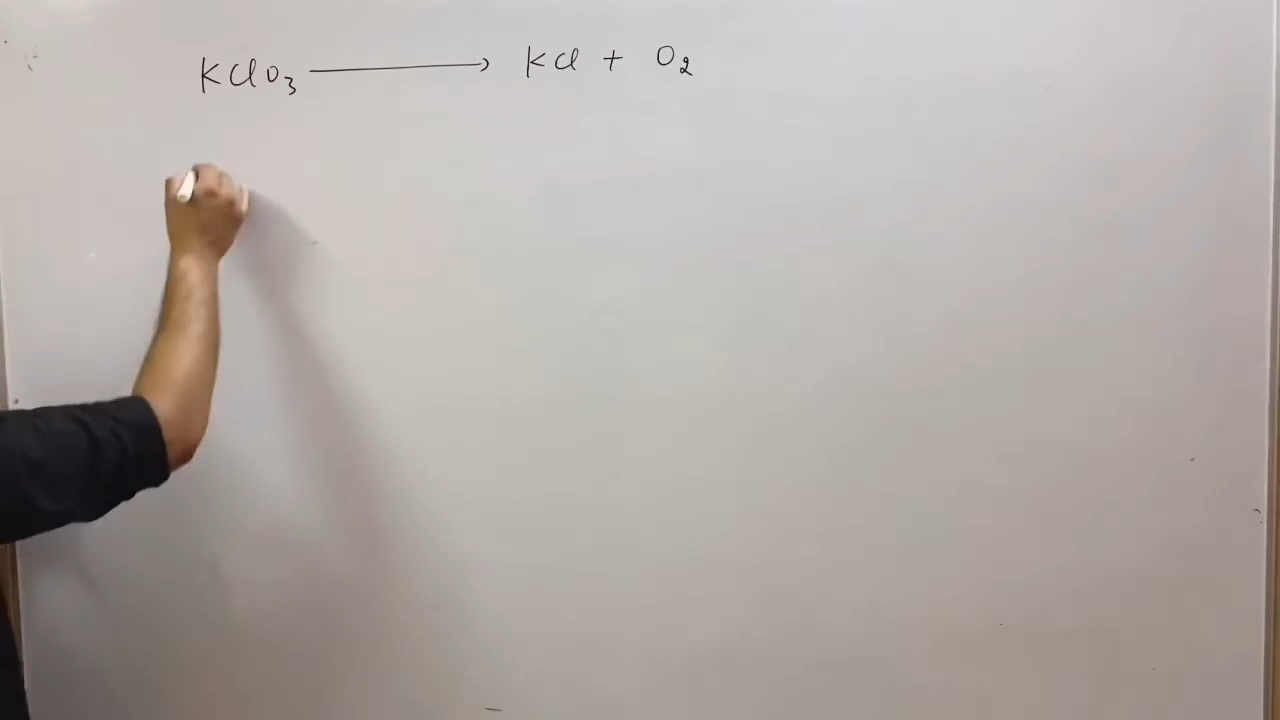 KClO₃ ⟶ KCl + O₂